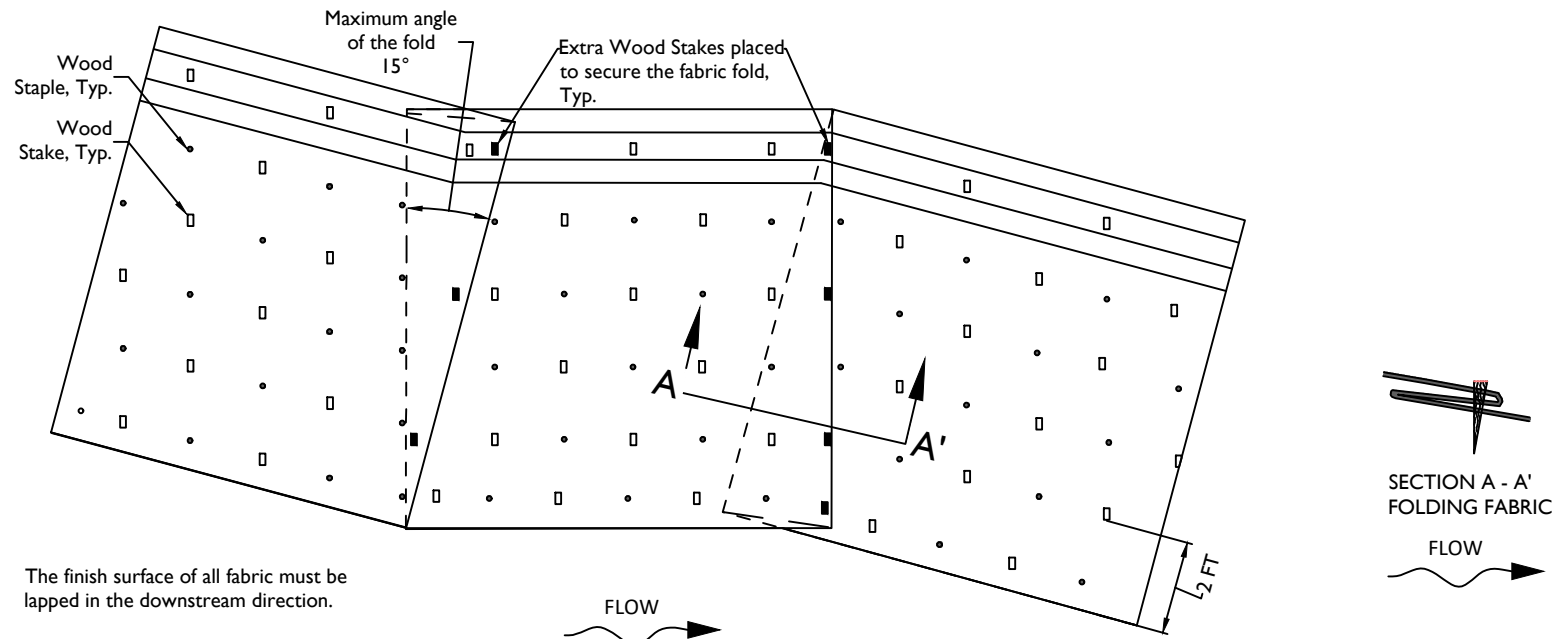 Maximum angle
of the fold
15°
Extra Wood Stakes placed
to secure the fabric fold,
Typ.
Wood
Staple, Typ.
Wood
Stake, Typ.
A
A'
2 FT
SECTION A - A'
FOLDING FABRIC
FLOW
The finish surface of all fabric must be
lapped in the downstream direction.
FLOW